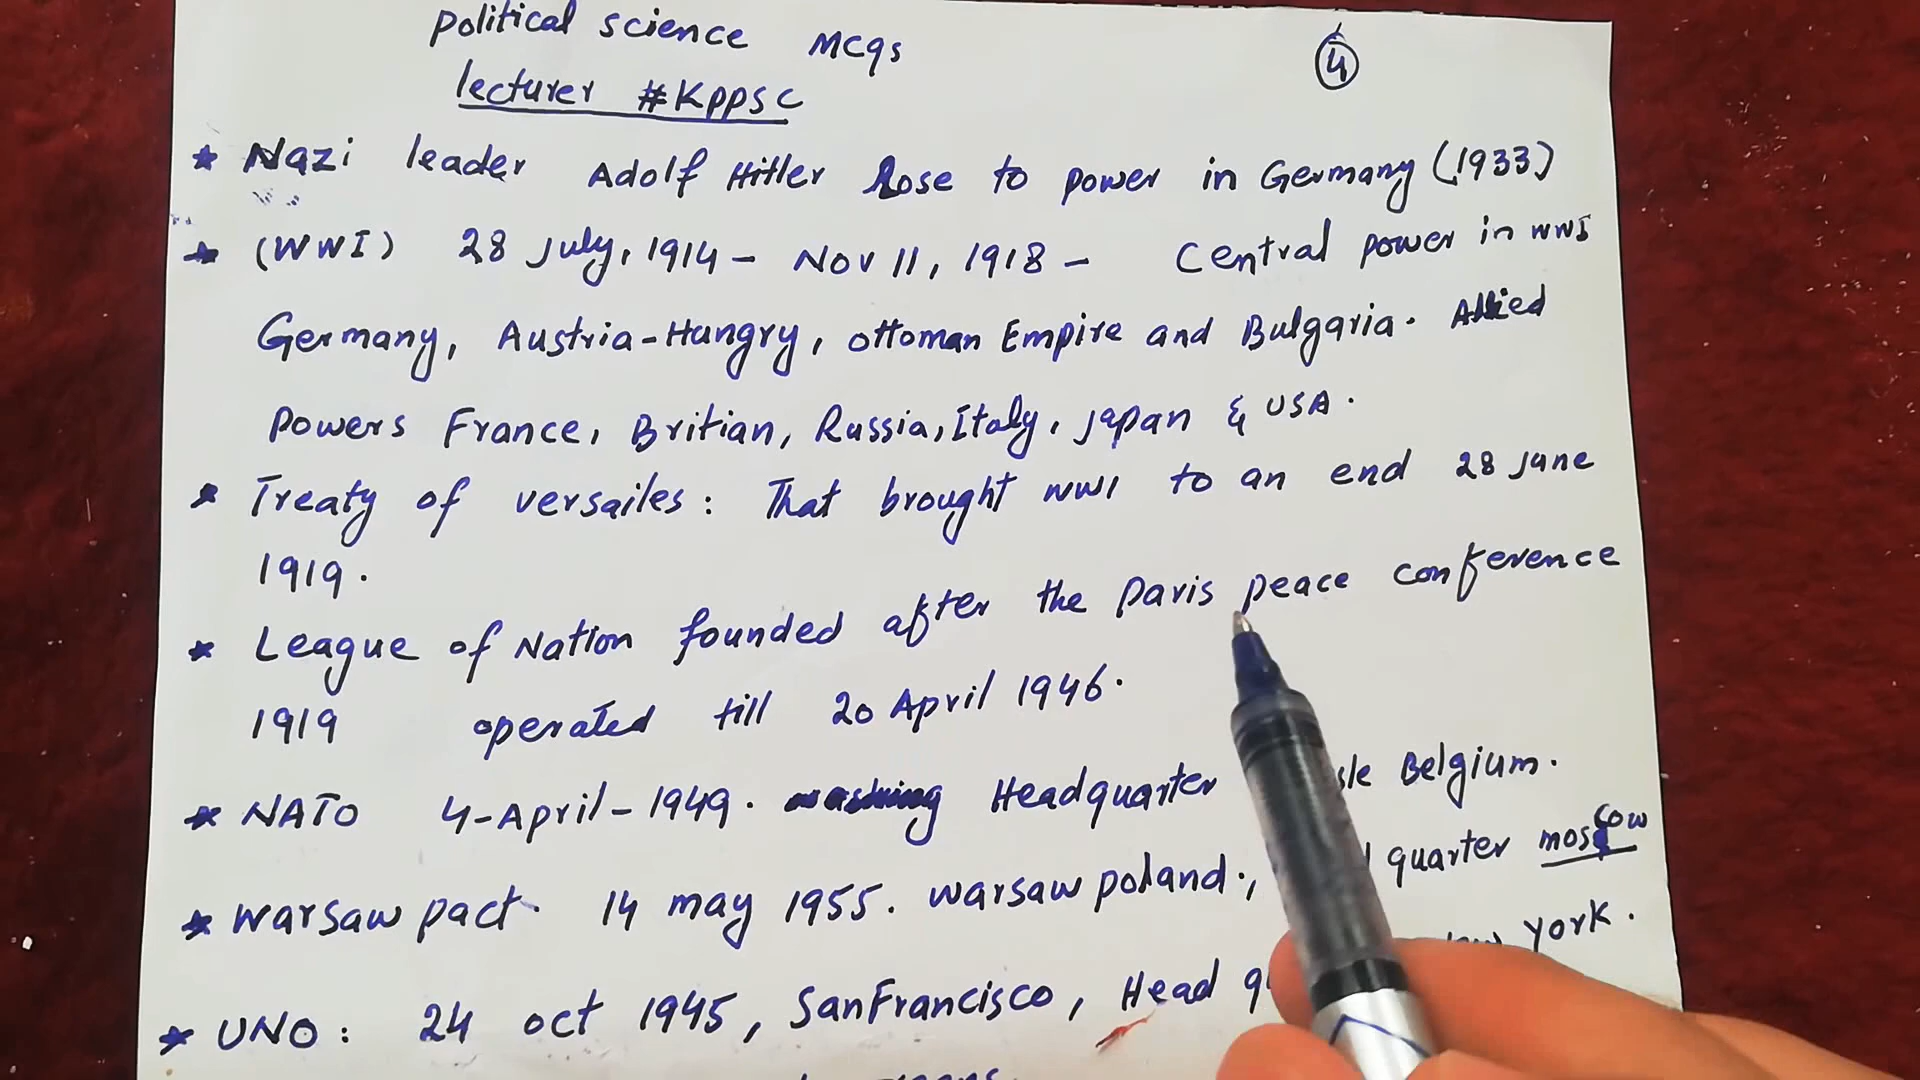 political science MCQs
4
lecturer #KPPSC
* Nazi leader Adolf Hitler Rose to power in Germany (1933)
* (WWI) 28 July, 1914 - Nov 11, 1918 - Central power in WWI
Germany, Austria-Hungry, ottoman Empire and Bulgaria. Allied
Powers France, Britian, Russia, Italy, Japan & USA.
* Treaty of versailes: That brought WWI to an end 28 June
1919.
* League of Nation founded after the Paris peace conference
1919 operated till 20 April 1946.
* NATO 4-April-1949. Headquarter Belgium.
* Warsaw pact. 14 may 1955. Warsaw poland., quarter moscow
* UNO: 24 oct 1945, SanFrancisco, Head york.